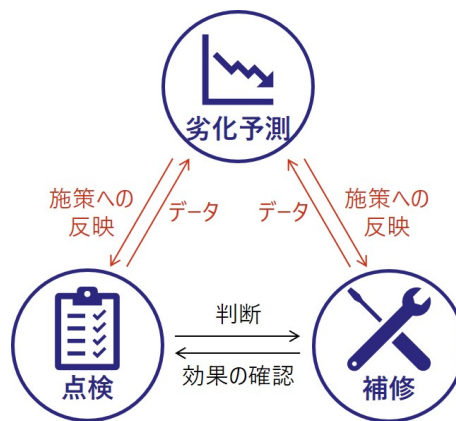 劣化予測
施策への
反映
データ
データ
施策への
反映
点検
判断
効果の確認
補修